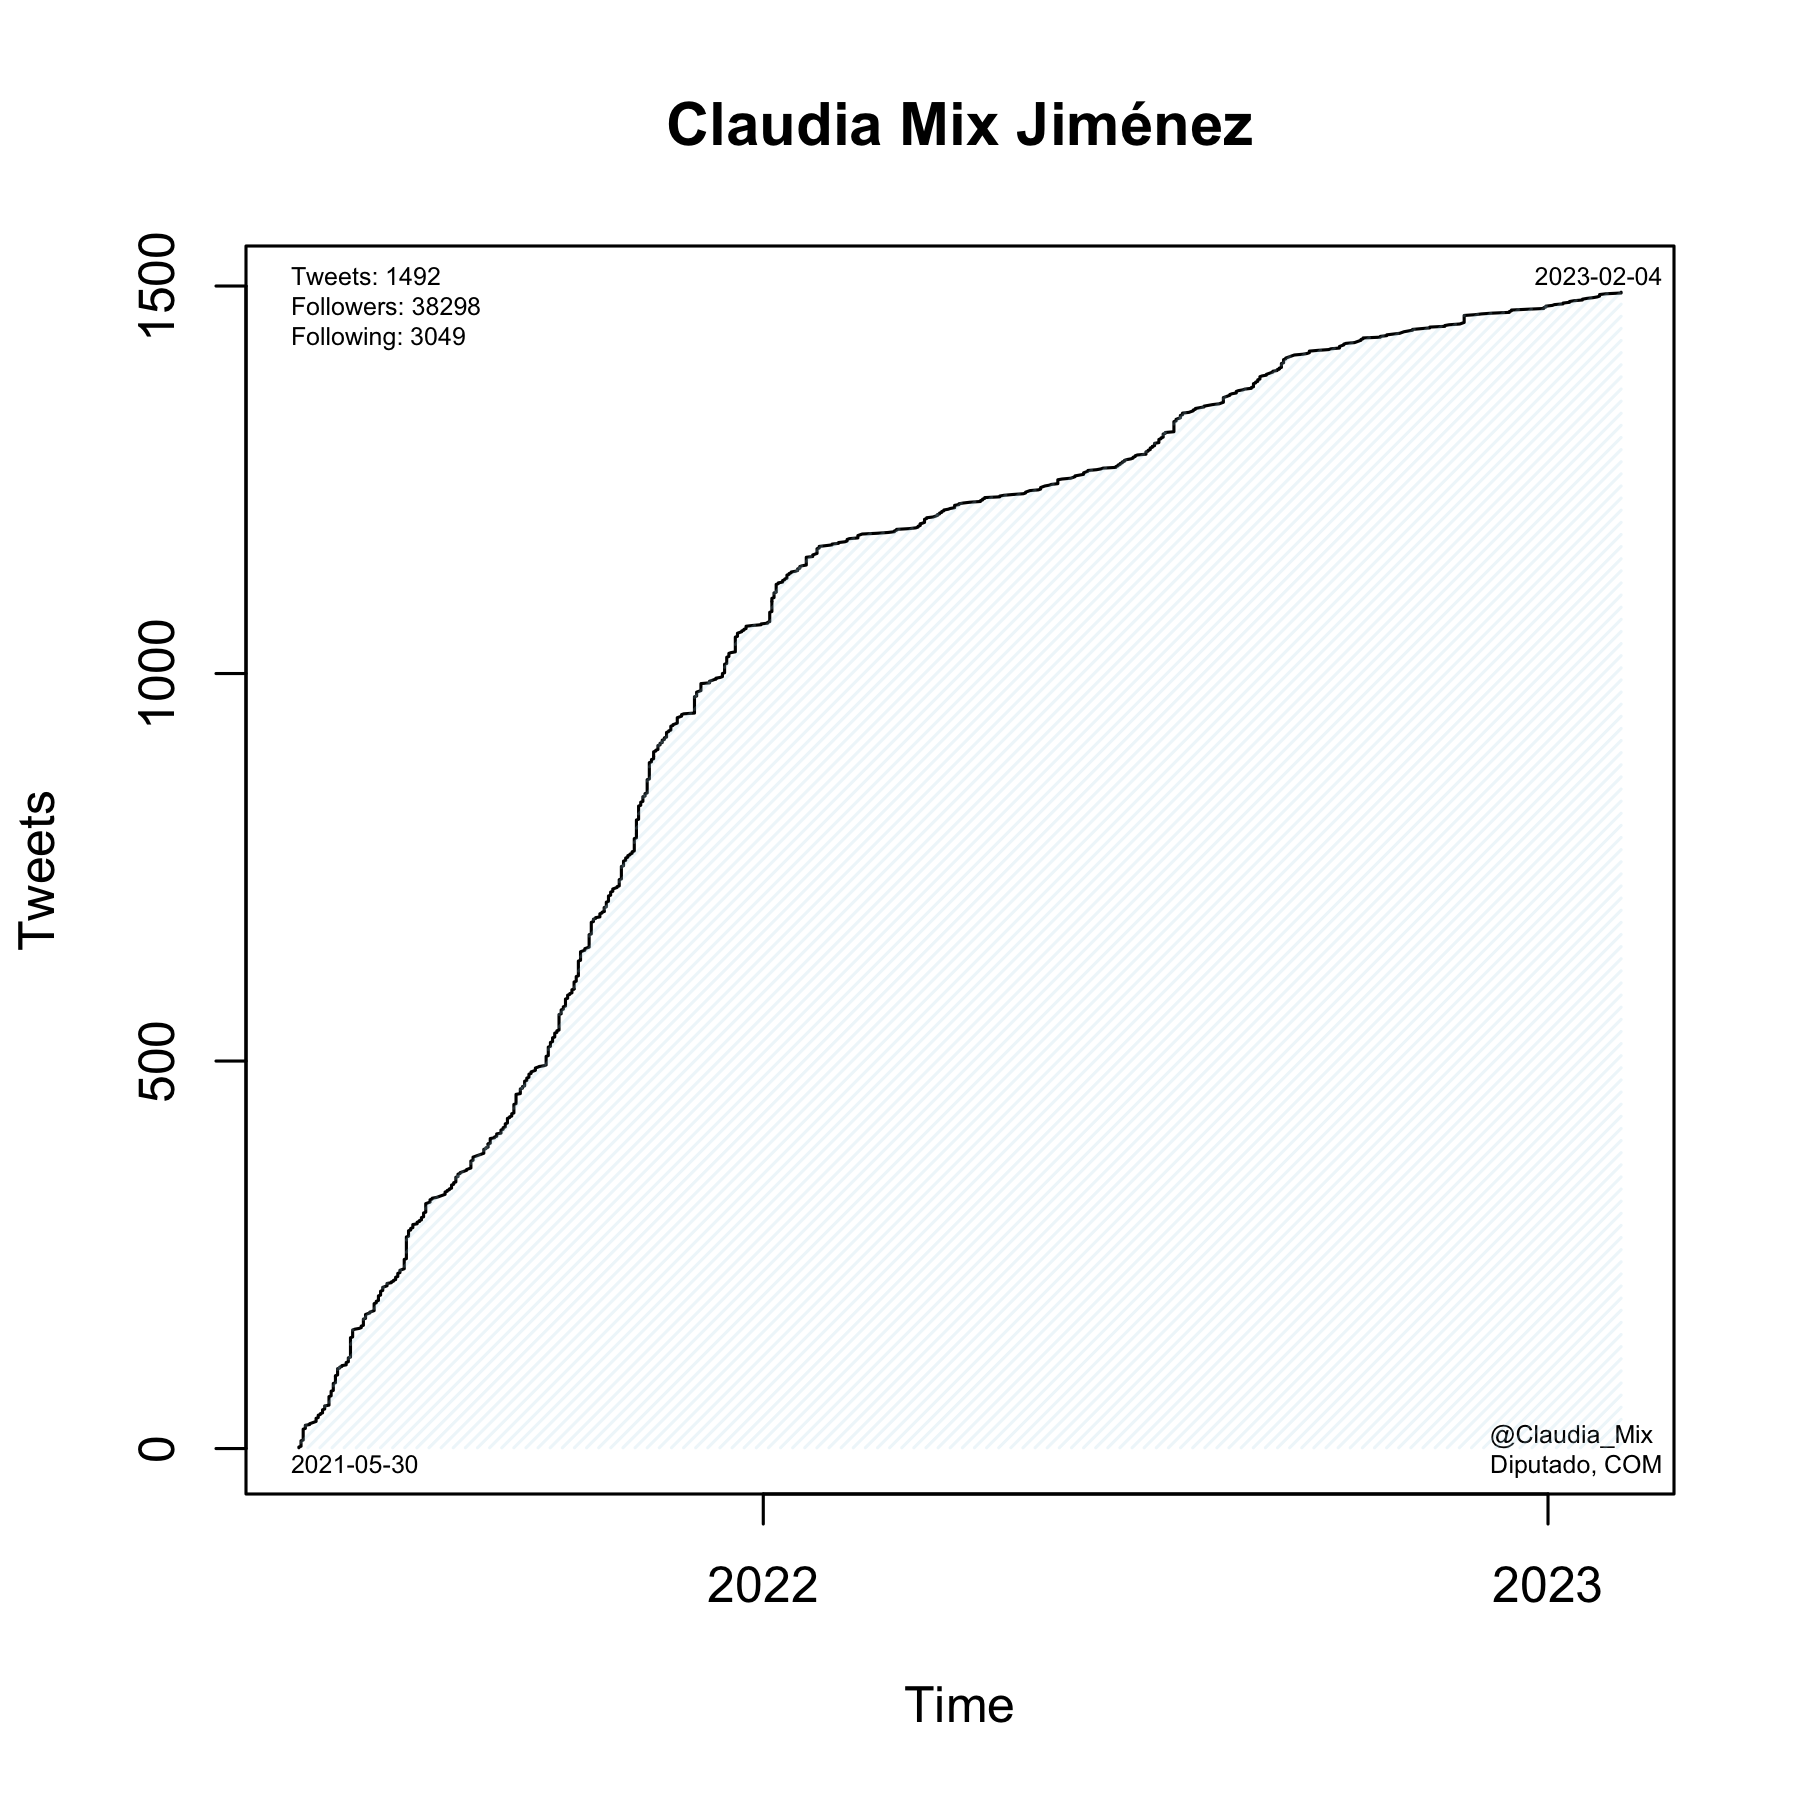 Claudia Mix Jiménez
Tweets: 1492
Followers: 38298
Following: 3049
2023-02-04
1500
1000
500
0
Tweets
2021-05-30
@Claudia_Mix
Diputado, COM
2022
2023
Time